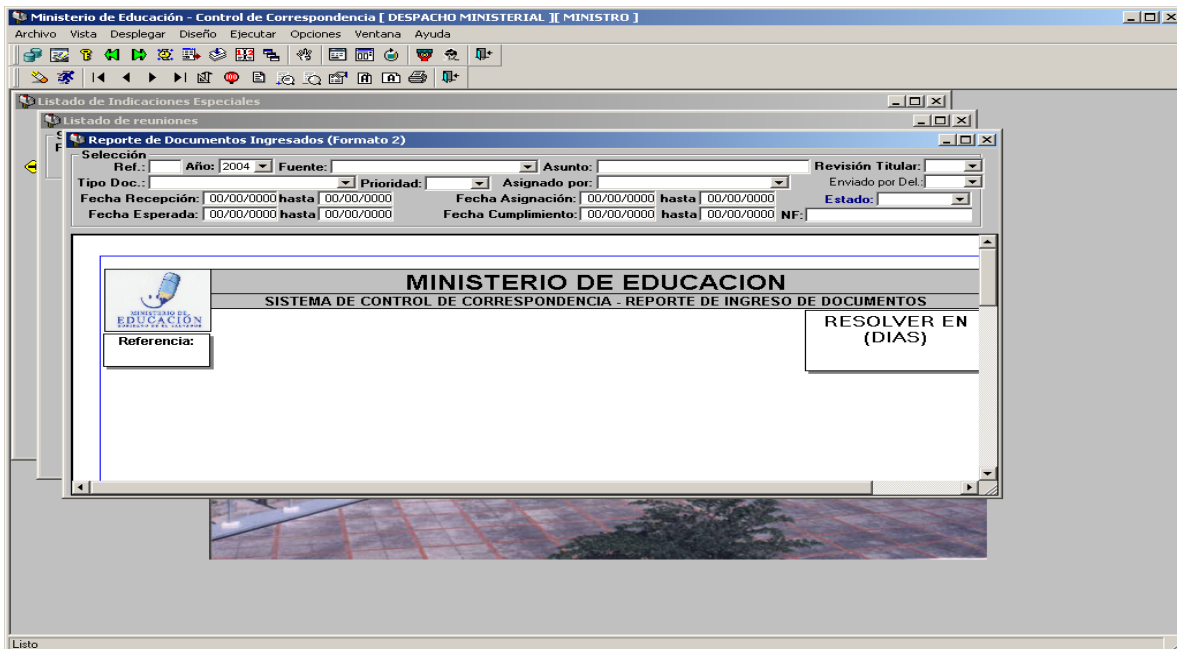 Ministerio de Educación - Control de Correspondencia [ DESPACHO MINISTERIAL ][ MINISTRO ]
Archivo Vista Desplegar Diseño Ejecutar Opciones Ventana Ayuda
Listado de Indicaciones Especiales
Listado de reuniones
Reporte de Documentos Ingresados (Formato 2)
Selección
Ref.: Año: 2004 Fuente: Asunto: Revisión Titular:
Tipo Doc.: Prioridad: Asignado por: Enviado por Del.:
Fecha Recepción: 00/00/0000 hasta 00/00/0000 Fecha Asignación: 00/00/0000 hasta 00/00/0000 Estado:
Fecha Esperada: 00/00/0000 hasta 00/00/0000 Fecha Cumplimiento: 00/00/0000 hasta 00/00/0000 NF:
MINISTERIO DE EDUCACION
SISTEMA DE CONTROL DE CORRESPONDENCIA - REPORTE DE INGRESO DE DOCUMENTOS
MINISTERIO DE
EDUCACIÓN
GOBIERNO DE EL SALVADOR
RESOLVER EN
(DIAS)
Referencia:
Listo